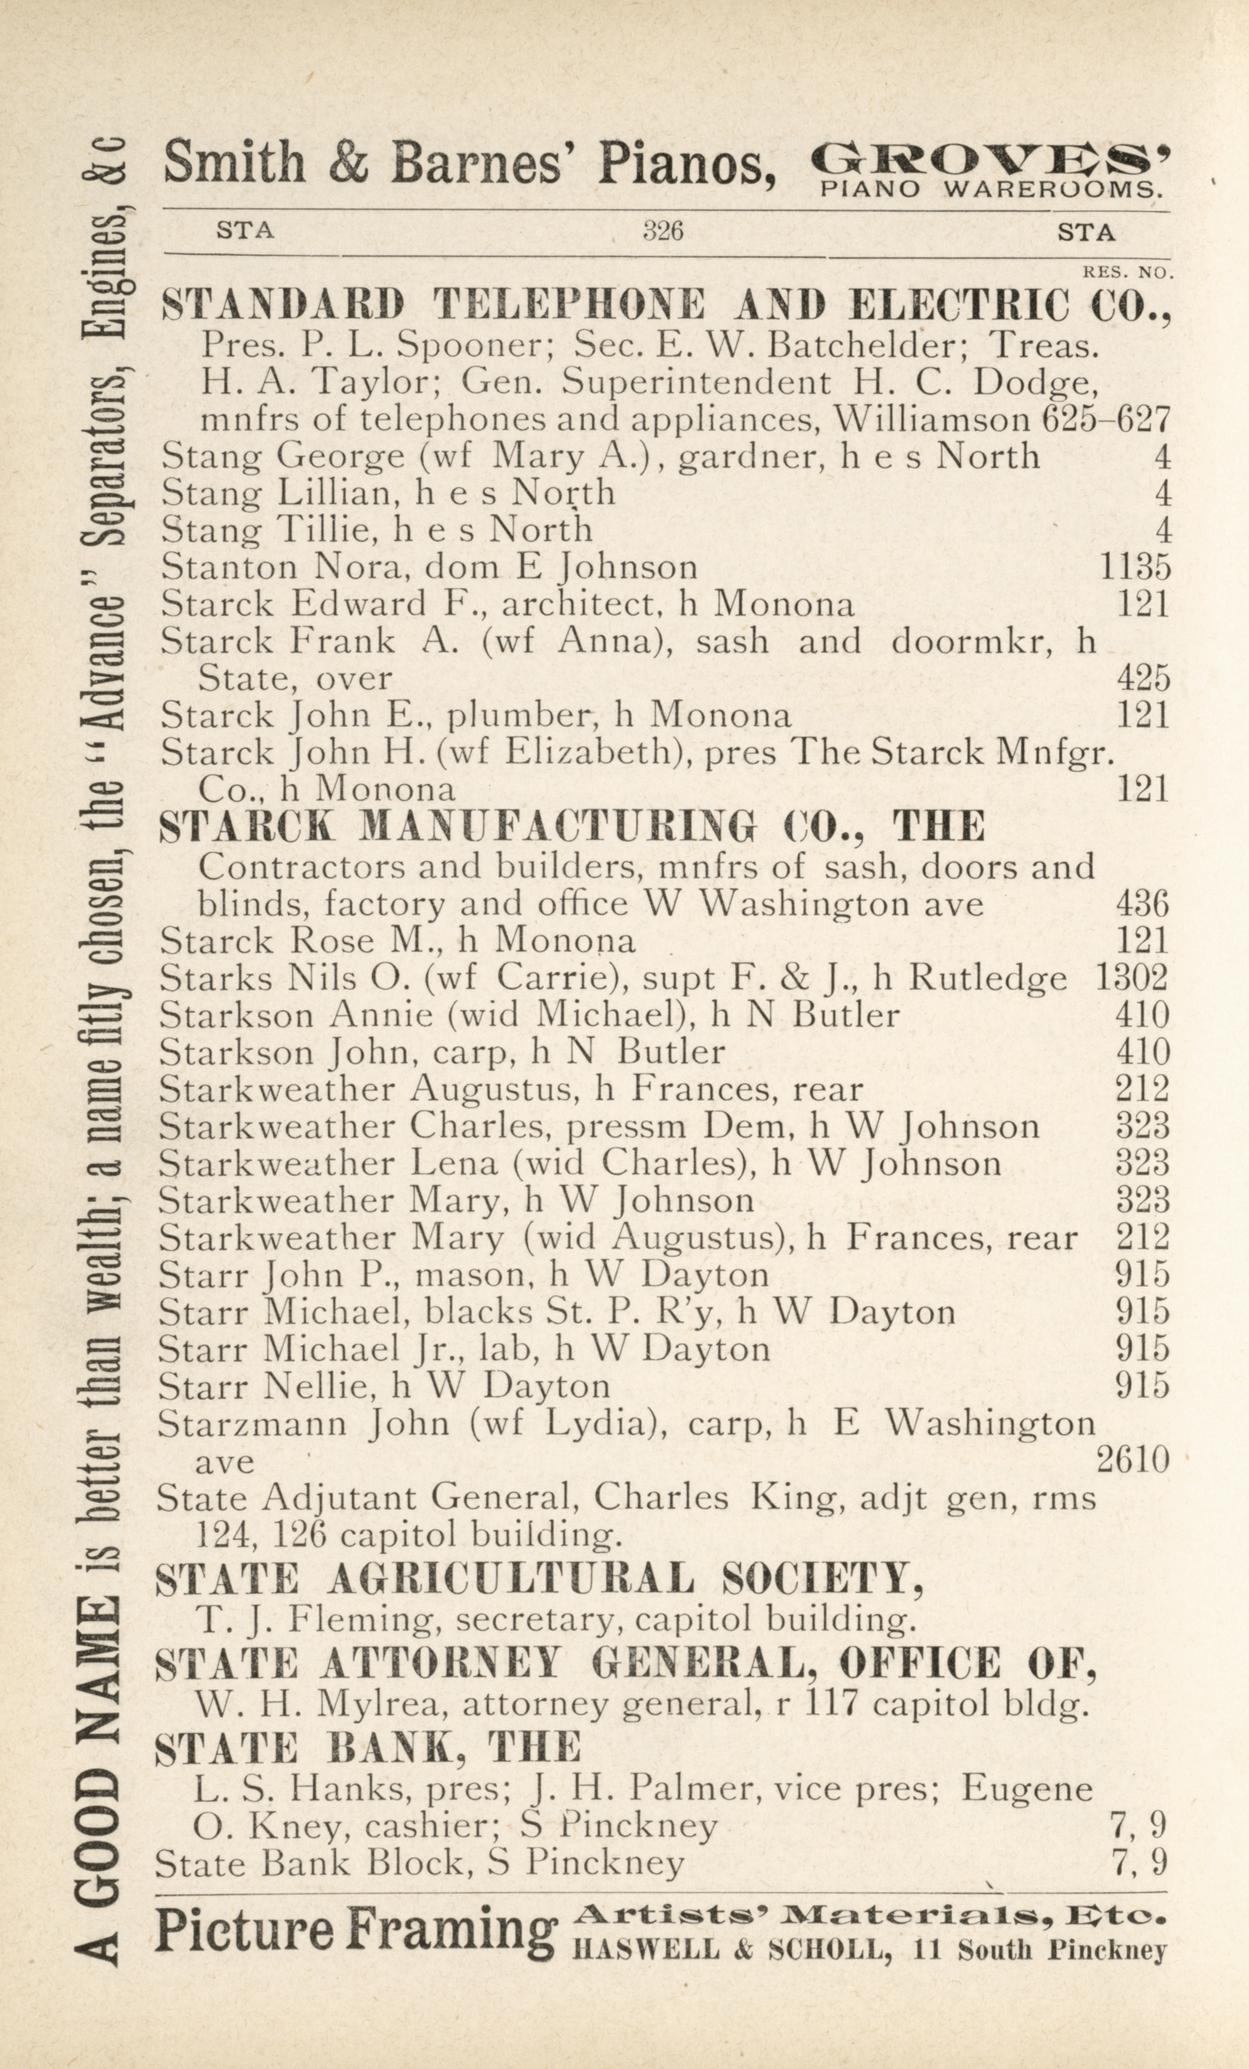 Smith & Barnes' Pianos, GROVES'
PIANO WAREROOMS.
STA 326 STA
RES. NO.
STANDARD TELEPHONE AND ELECTRIC CO.,
Pres. P. L. Spooner; Sec. E. W. Batchelder; Treas.
H. A. Taylor; Gen. Superintendent H. C. Dodge,
mnfrs of telephones and appliances, Williamson 625–627
Stang George (wf Mary A.), gardner, h e s North 4
Stang Lillian, h e s North 4
Stang Tillie, h e s North 4
Stanton Nora, dom E Johnson 1135
Starck Edward F., architect, h Monona 121
Starck Frank A. (wf Anna), sash and doormkr, h
State, over 425
Starck John E., plumber, h Monona 121
Starck John H. (wf Elizabeth), pres The Starck Mnfgr.
Co., h Monona 121
STARCK MANUFACTURING CO., THE
Contractors and builders, mnfrs of sash, doors and
blinds, factory and office W Washington ave 436
Starck Rose M., h Monona 121
Starks Nils O. (wf Carrie), supt F. & J., h Rutledge 1302
Starkson Annie (wid Michael), h N Butler 410
Starkson John, carp, h N Butler 410
Starkweather Augustus, h Frances, rear 212
Starkweather Charles, pressm Dem, h W Johnson 323
Starkweather Lena (wid Charles), h W Johnson 323
Starkweather Mary, h W Johnson 323
Starkweather Mary (wid Augustus), h Frances, rear 212
Starr John P., mason, h W Dayton 915
Starr Michael, blacks St. P. R'y, h W Dayton 915
Starr Michael Jr., lab, h W Dayton 915
Starr Nellie, h W Dayton 915
Starzmann John (wf Lydia), carp, h E Washington
ave 2610
State Adjutant General, Charles King, adjt gen, rms
124, 126 capitol building.
STATE AGRICULTURAL SOCIETY,
T. J. Fleming, secretary, capitol building.
STATE ATTORNEY GENERAL, OFFICE OF,
W. H. Mylrea, attorney general, r 117 capitol bldg.
STATE BANK, THE
L. S. Hanks, pres; J. H. Palmer, vice pres; Eugene
O. Kney, cashier; S Pinckney 7, 9
State Bank Block, S Pinckney 7, 9
Picture Framing Artists' Materials, Etc.
HASWELL & SCHOLL, 11 South Pinckney
A GOOD NAME is better than wealth; a name fitly chosen, the "Advance" Separators, Engines, &c